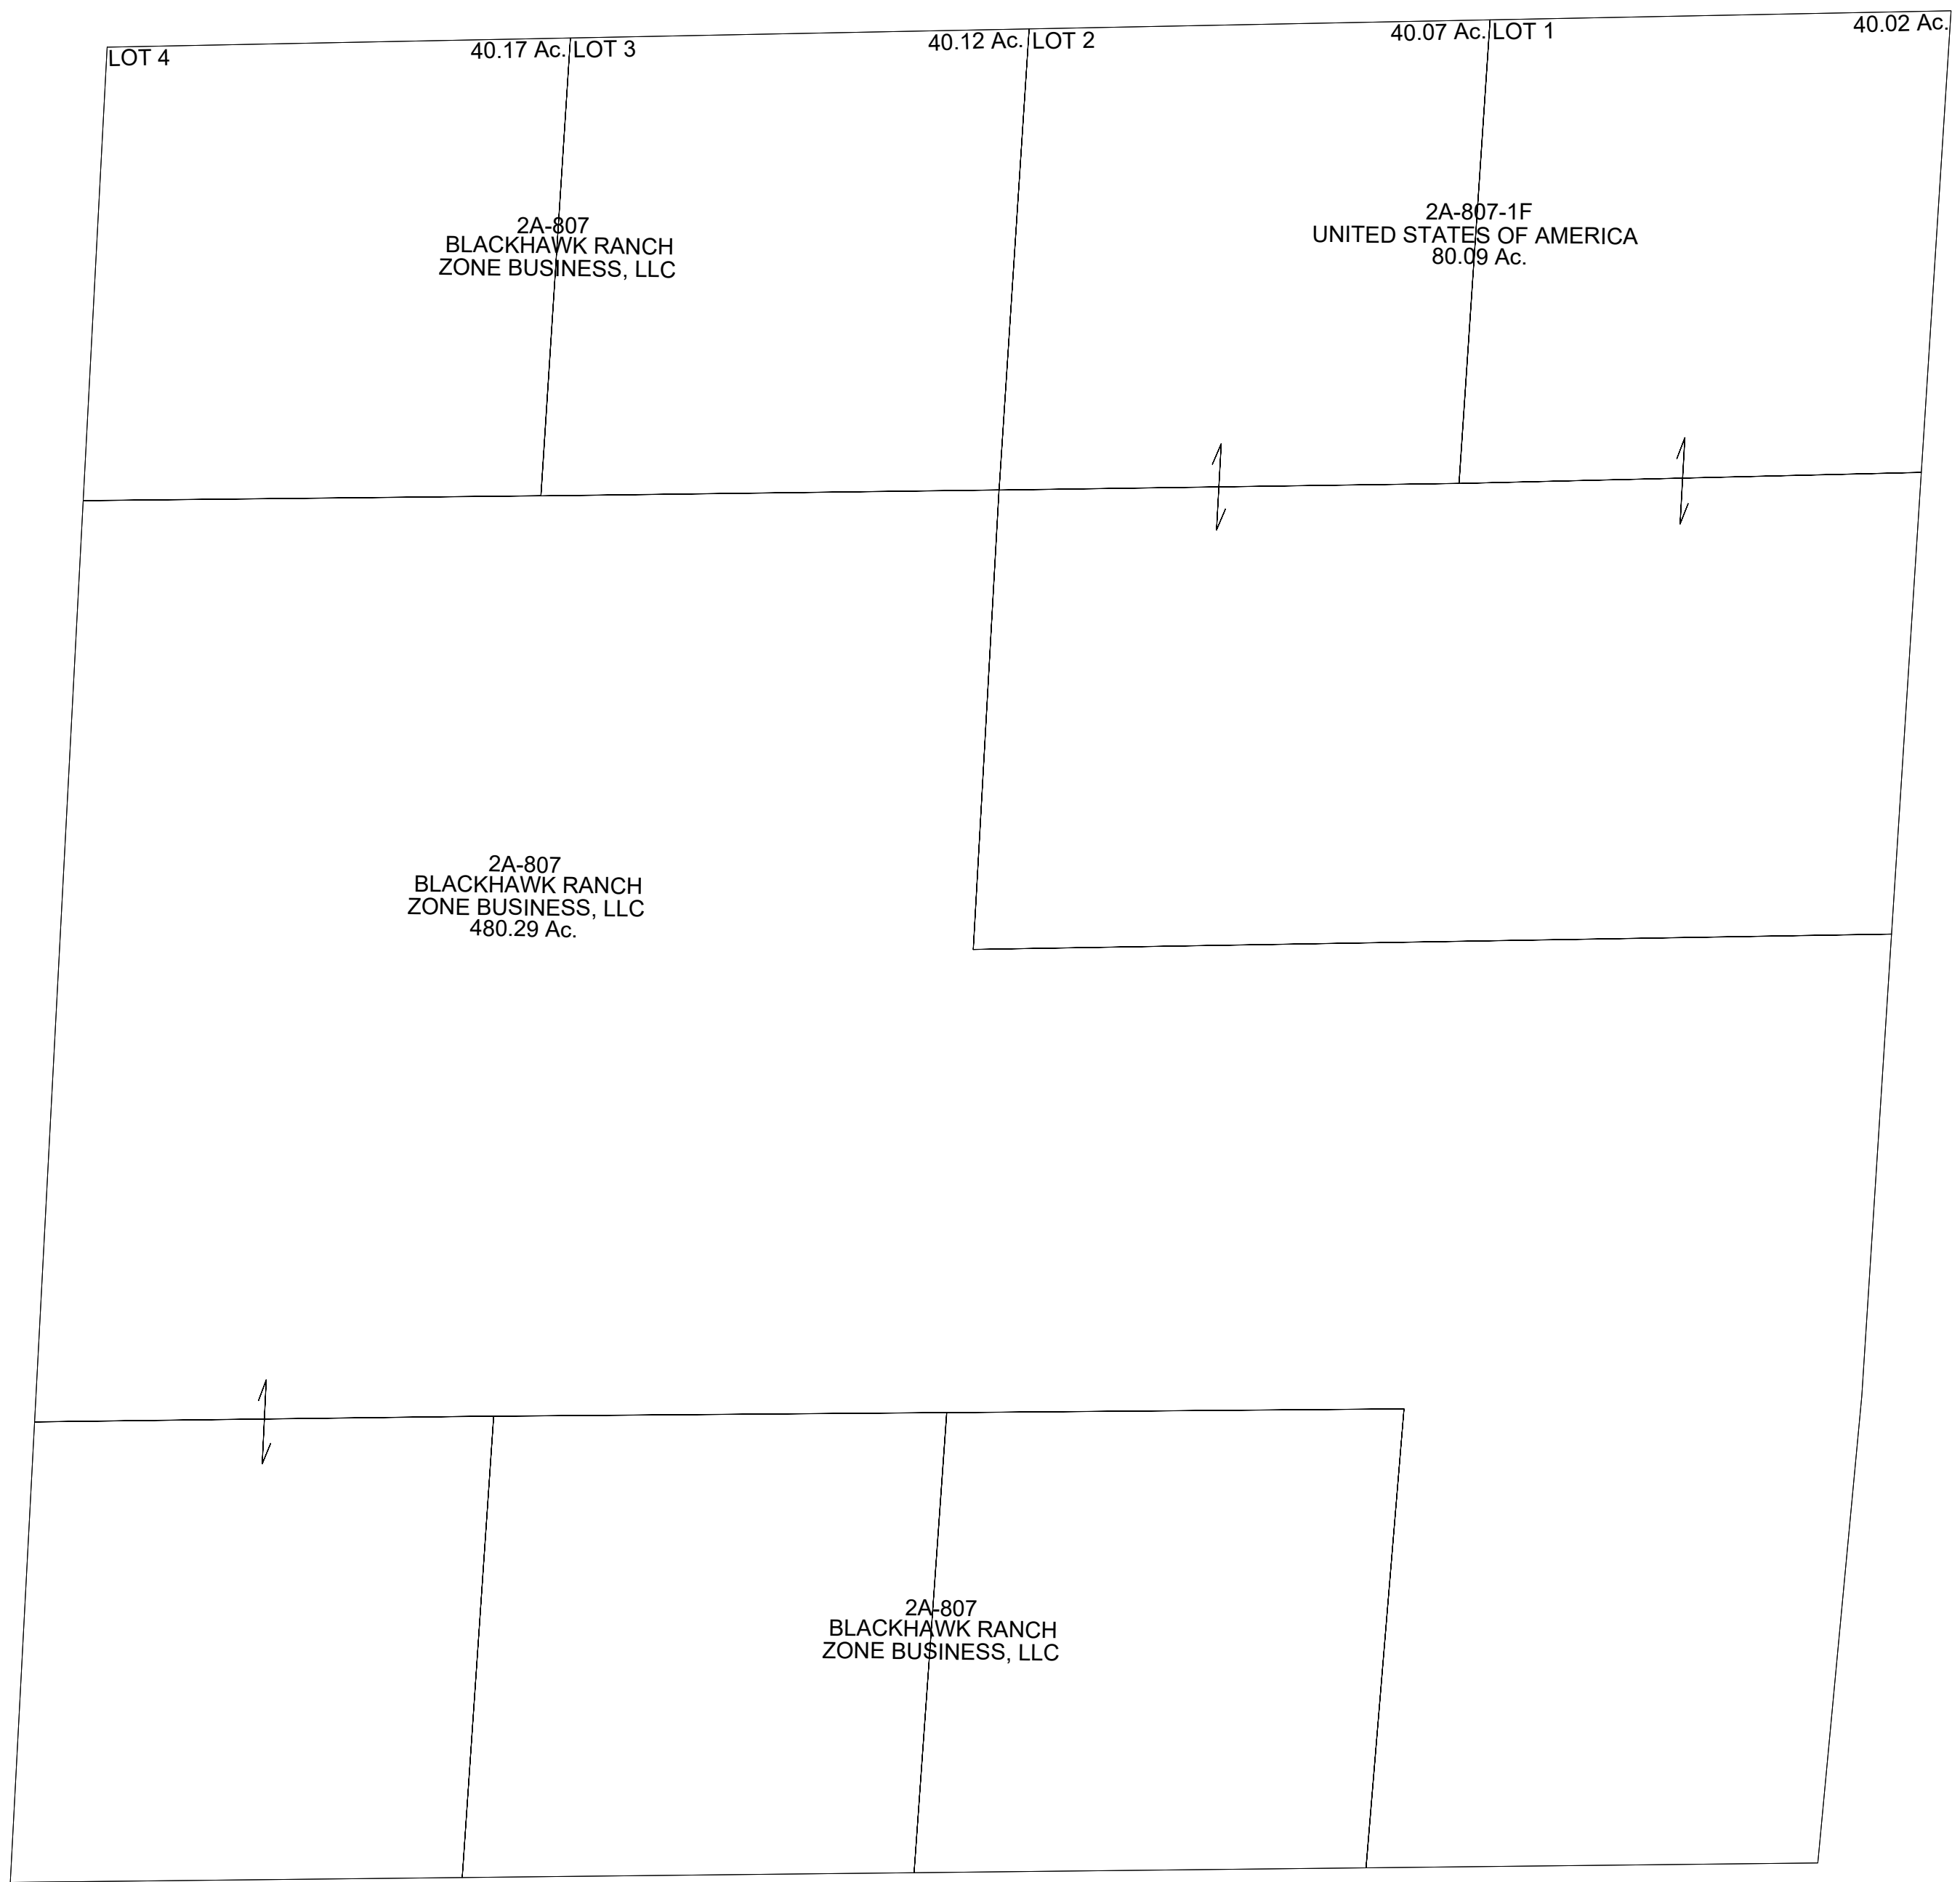 LOT 4
40.17 Ac.
LOT 3
40.12 Ac.
LOT 2
40.07 Ac.
LOT 1
40.02 Ac.
2A-807
BLACKHAWK RANCH
ZONE BUSINESS, LLC
2A-807-1F
UNITED STATES OF AMERICA
80.09 Ac.
2A-807
BLACKHAWK RANCH
ZONE BUSINESS, LLC
480.29 Ac.
2A-807
BLACKHAWK RANCH
ZONE BUSINESS, LLC